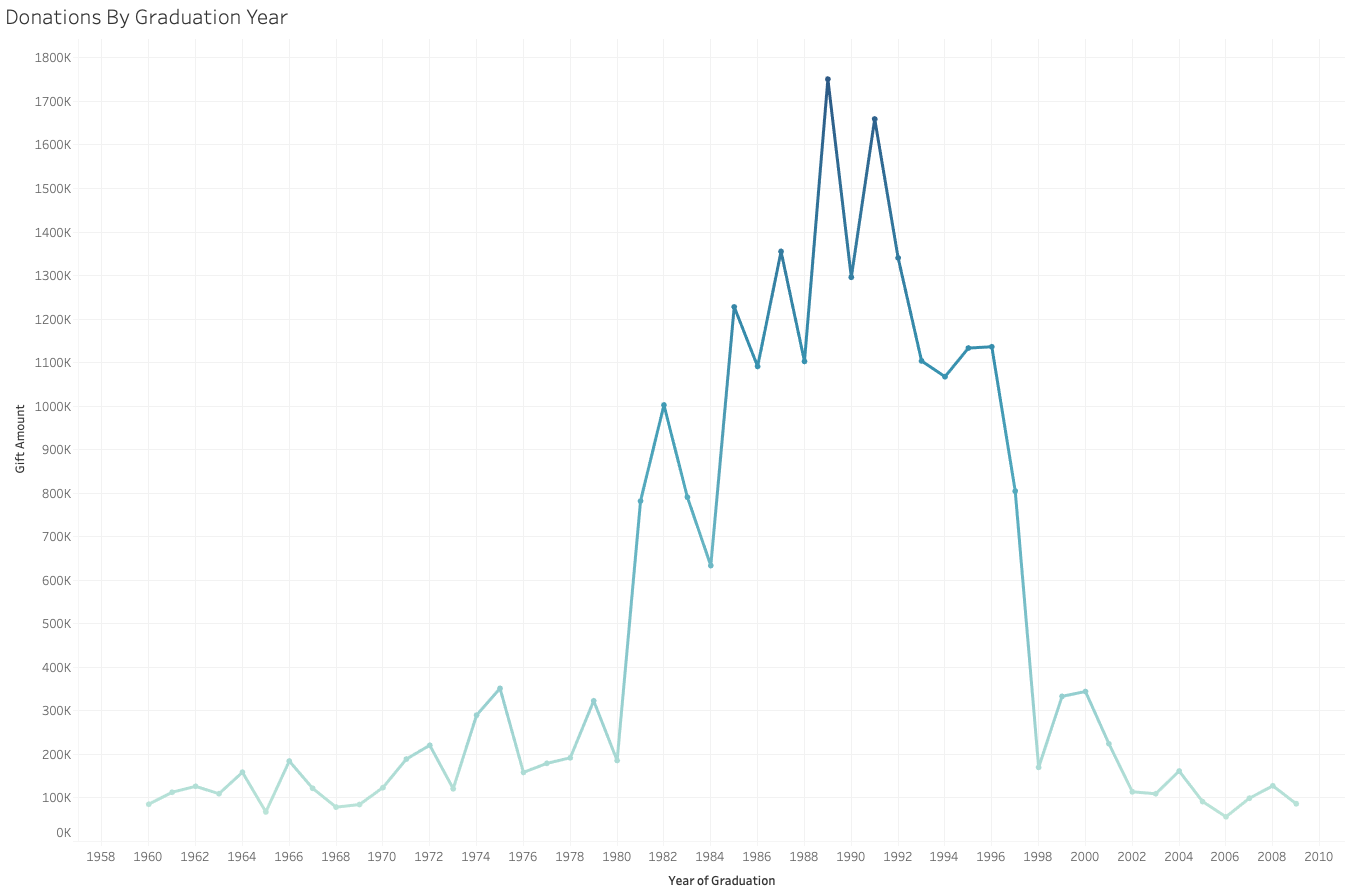 Donations By Graduation Year
1800K
1700K
1600K
1500K
1400K
1300K
1200K
1100K
1000K
900K
800K
700K
600K
500K
400K
300K
200K
100K
0K
Gift Amount
1958 1960 1962 1964 1966 1968 1970 1972 1974 1976 1978 1980 1982 1984 1986 1988 1990 1992 1994 1996 1998 2000 2002 2004 2006 2008 2010
Year of Graduation